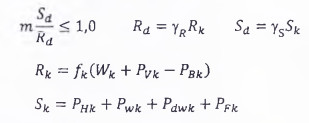 m S_d / R_d ≤ 1,0    R_d = γ_R R_k    S_d = γ_S S_k
R_k = f_k(W_k + P_Vk − P_Bk)
S_k = P_Hk + P_wk + P_dwk + P_Fk